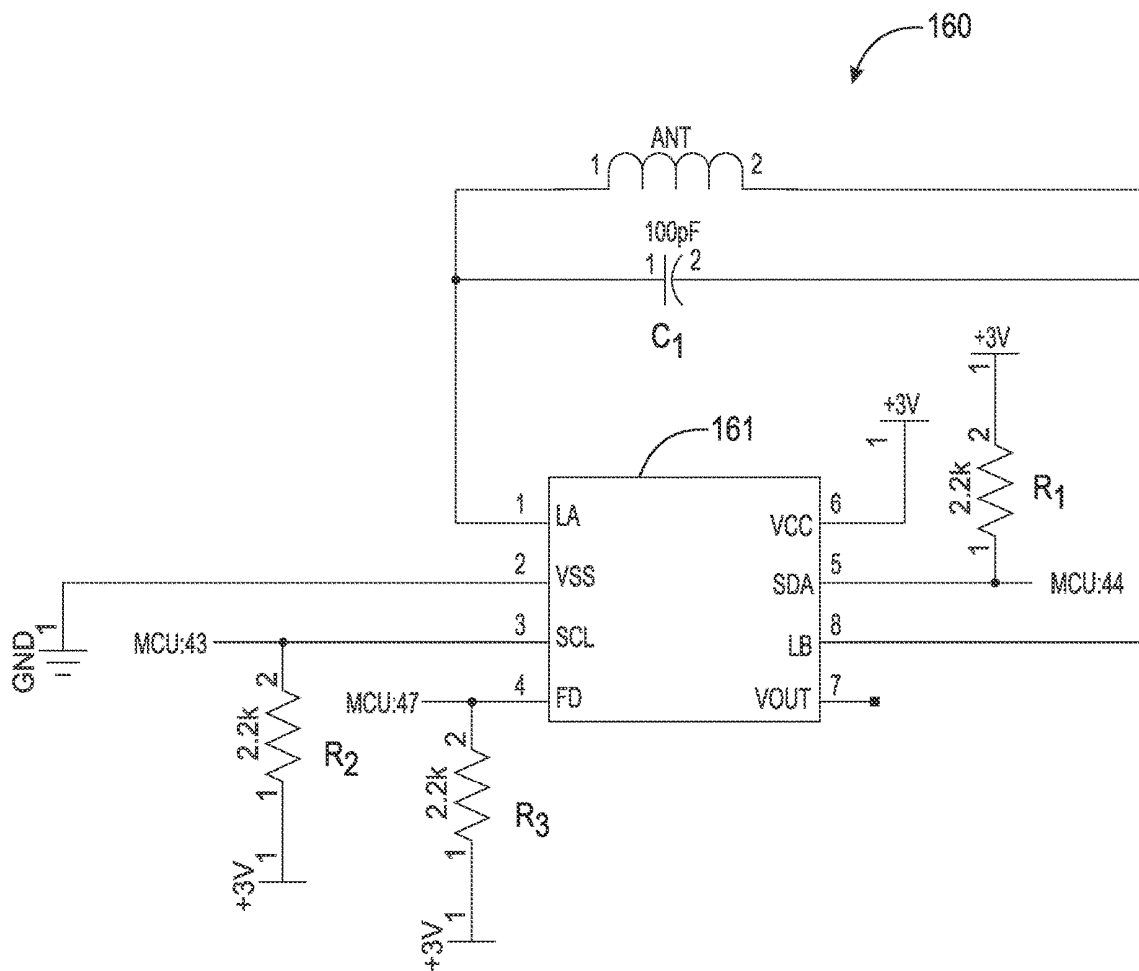 160
ANT
1 2
100pF
1 2
C1
+3V
1
2
2.2k
R1
1
+3V
1
161
1 LA
2 VSS
3 SCL
4 FD
VCC 6
SDA 5
LB 8
VOUT 7
MCU:44
GND 1
MCU:43
MCU:47
2
2.2k
R2
1
1
+3V
2
2.2k
R3
1
1
+3V